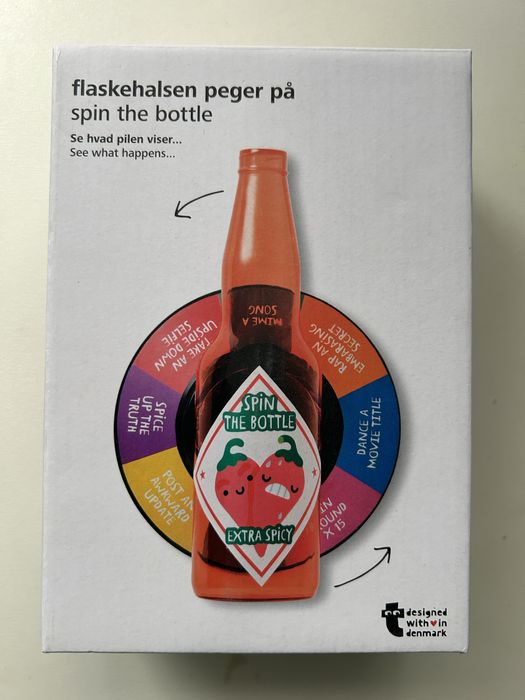 flaskehalsen peger på
spin the bottle
Se hvad pilen viser...
See what happens...
MIME A
SONG
TAKE AN
UPSIDE DOWN
SELFIE
RAP AN
EMBARASING
SECRET
SPICE
UP THE
TRUTH
DANCE A
MOVIE TITLE
SPIN
THE BOTTLE
POST AN
AWKWARD
UPDATE
X 15
EXTRA SPICY
t designed
with in
denmark